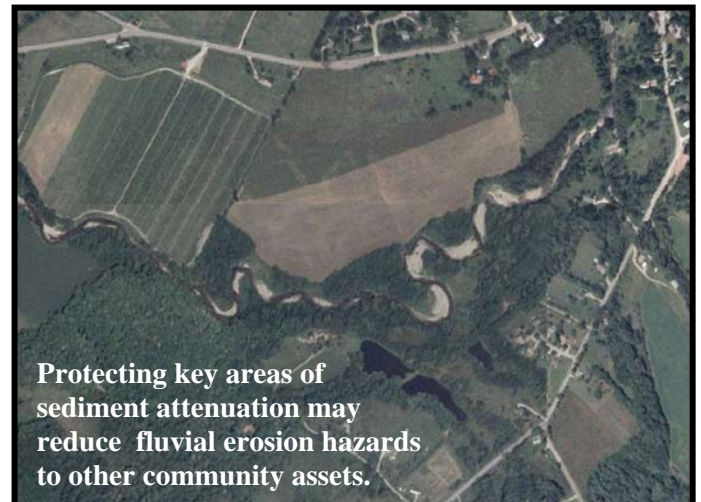 Protecting key areas of
sediment attenuation may
reduce fluvial erosion hazards
to other community assets.